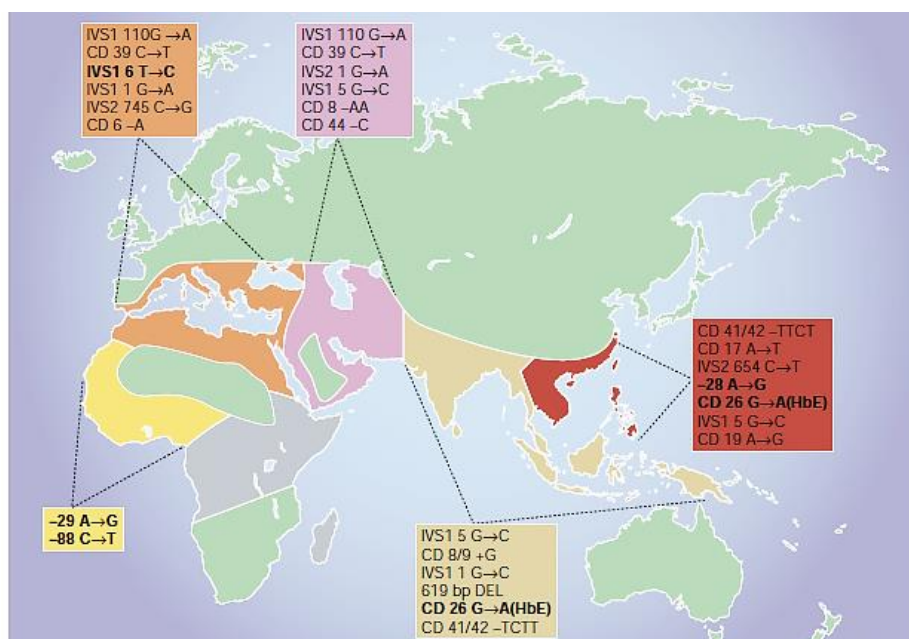 IVS1 110G →A
CD 39 C→T
IVS1 6 T→C
IVS1 1 G→A
IVS2 745 C→G
CD 6 –A
IVS1 110 G→A
CD 39 C→T
IVS2 1 G→A
IVS1 5 G→C
CD 8 –AA
CD 44 –C
CD 41/42 –TTCT
CD 17 A→T
IVS2 654 C→T
–28 A→G
CD 26 G→A(HbE)
IVS1 5 G→C
CD 19 A→G
–29 A→G
–88 C→T
IVS1 5 G→C
CD 8/9 +G
IVS1 1 G→C
619 bp DEL
CD 26 G→A(HbE)
CD 41/42 –TCTT